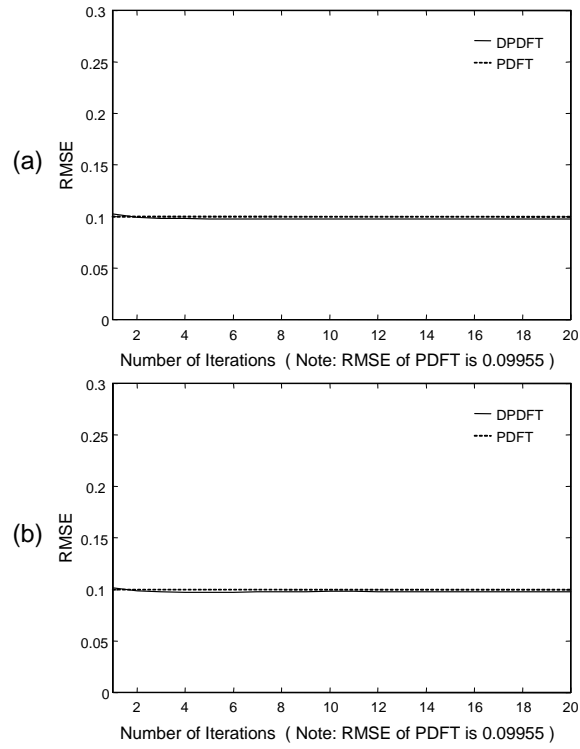 (a)
RMSE
0.3
0.25
0.2
0.15
0.1
0.05
0
DPDFT
PDFT
2 4 6 8 10 12 14 16 18 20
Number of Iterations ( Note: RMSE of PDFT is 0.09955 )
(b)
RMSE
0.3
0.25
0.2
0.15
0.1
0.05
0
DPDFT
PDFT
2 4 6 8 10 12 14 16 18 20
Number of Iterations ( Note: RMSE of PDFT is 0.09955 )